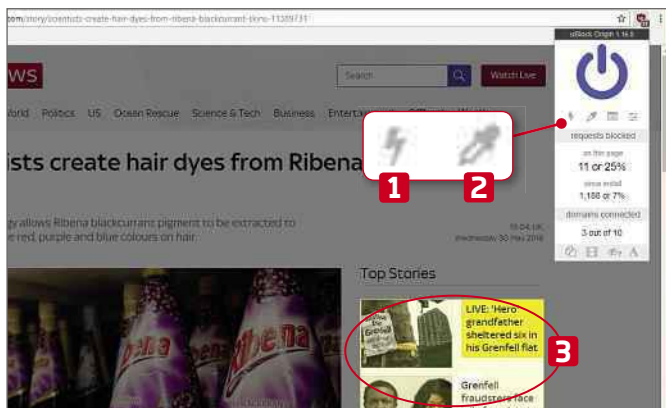 com/story/scientists-create-hair-dyes-from-ribena-blackcurrant-skins-11389731
uBlock Origin 1.16.6
ws
Search
Watch Live
World Politics US Ocean Rescue Science & Tech Business
requests blocked
on this page
11 or 25%
since install
1,186 or 7%
domains connected
3 out of 10
1
2
ists create hair dyes from Ribena
gy allows Ribena blackcurrant pigment to be extracted to
e red, purple and blue colours on hair.
UK,
Wednesday 30 May 2018
Top Stories
LIVE: 'Hero'
grandfather
sheltered six in
his Grenfell flat
3
Grenfell
fraudsters face
Ribena